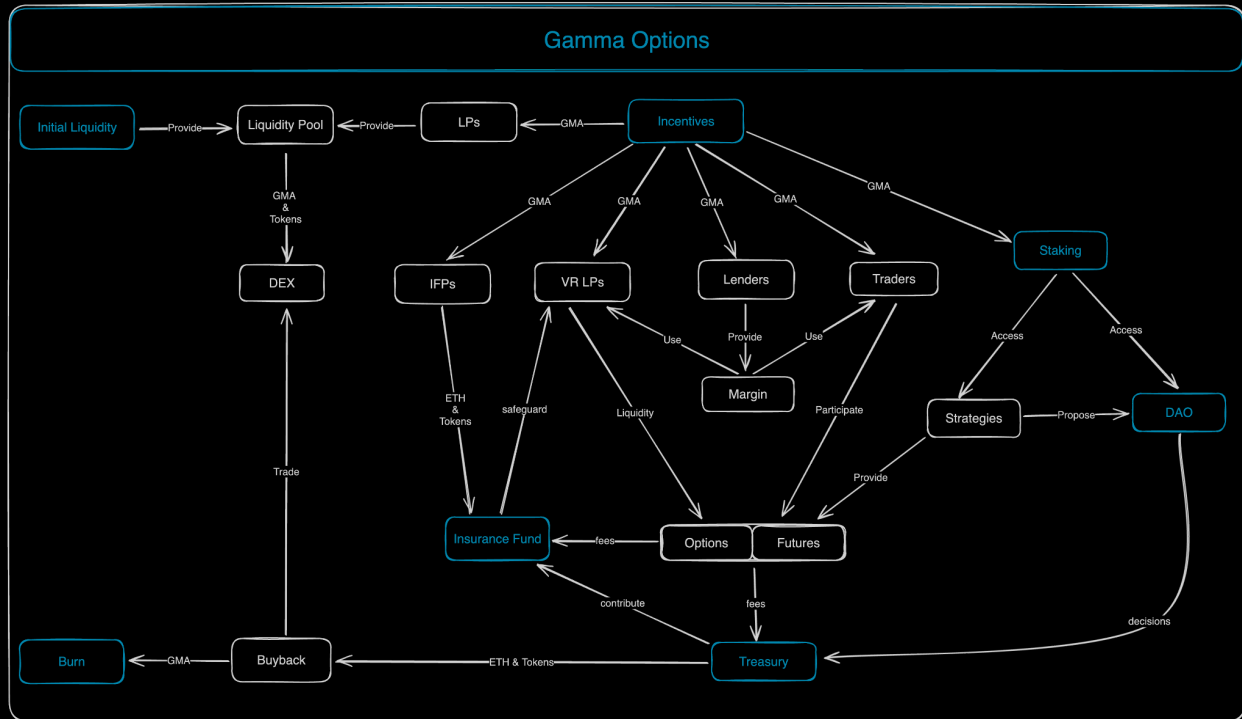 Gamma Options
Initial Liquidity
Provide
Liquidity Pool
Provide
LPs
GMA
Incentives
GMA
&
Tokens
GMA
GMA
GMA
GMA
GMA
Staking
DEX
IFPs
VR LPs
Lenders
Traders
Access
Access
Use
Provide
Use
Margin
ETH
&
Tokens
safeguard
Liquidity
Participate
Strategies
Propose
DAO
Trade
Provide
Insurance Fund
fees
Options
Futures
contribute
fees
decisions
Burn
GMA
Buyback
ETH & Tokens
Treasury